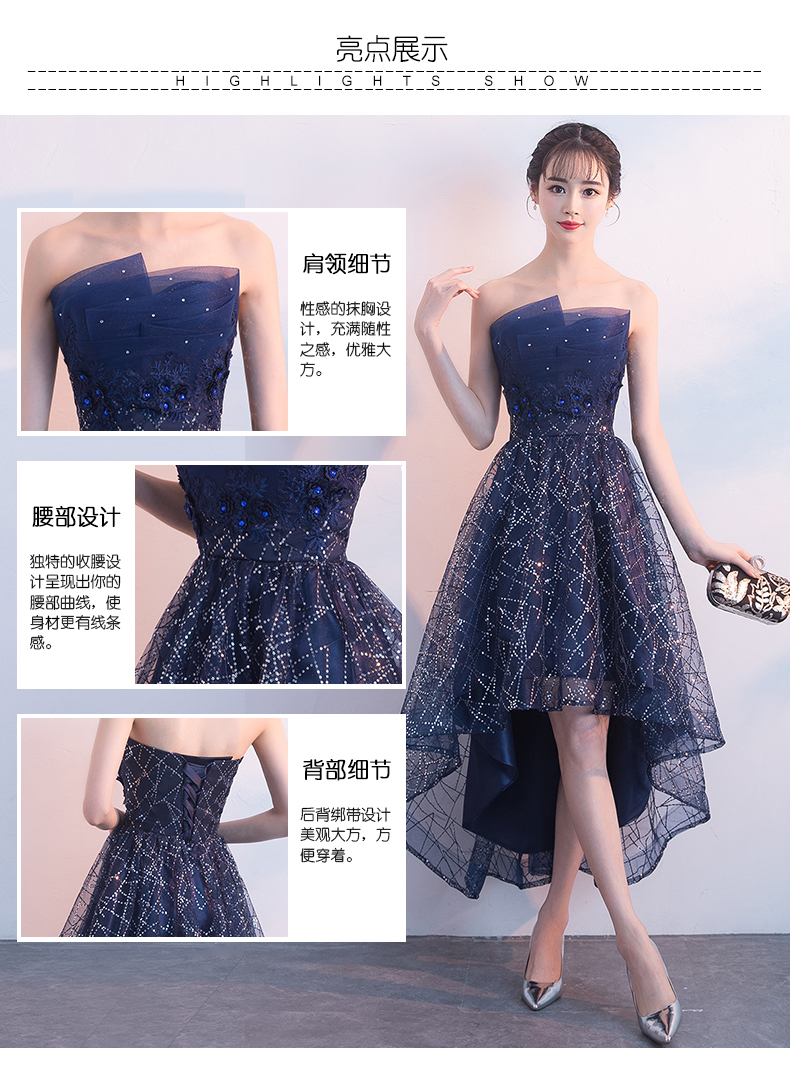 亮点展示
HIGHLIGHTS SHOW
肩领细节
性感的抹胸设
计，充满随性
之感，优雅大
方。
腰部设计
独特的收腰设
计呈现出你的
腰部曲线，使
身材更有线条
感。
背部细节
后背绑带设计
美观大方，方
便穿着。